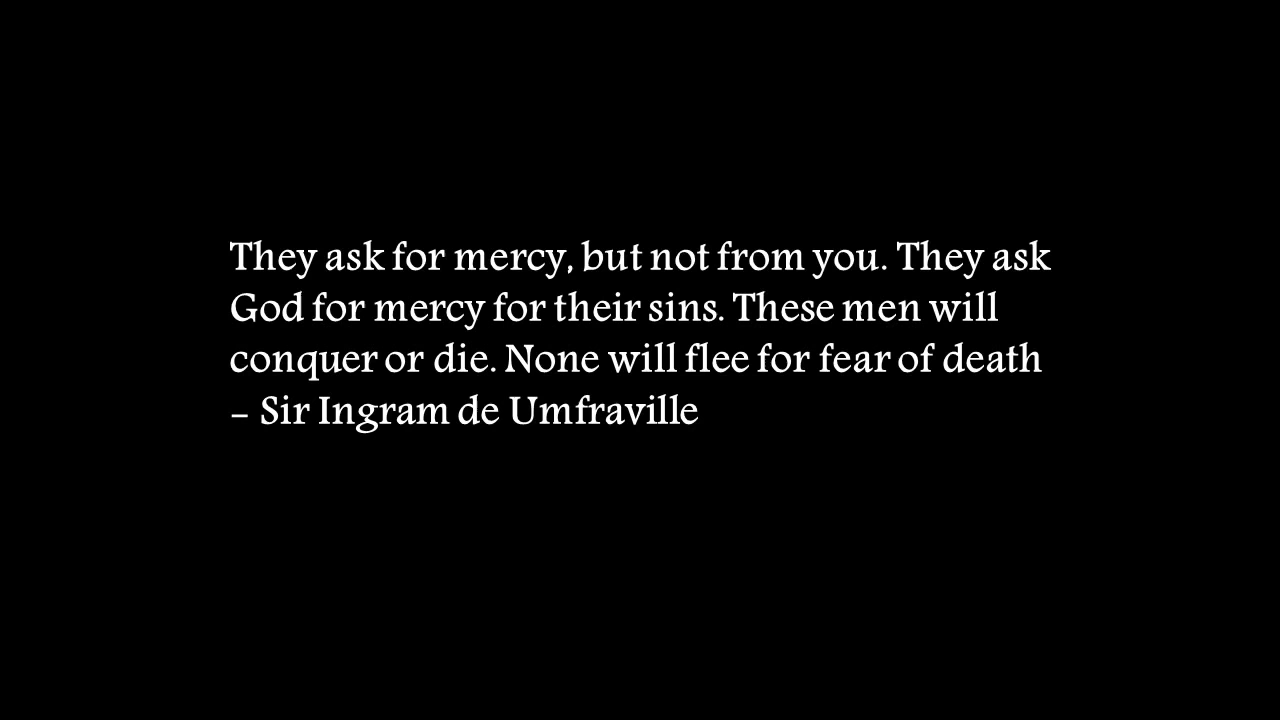 They ask for mercy, but not from you. They ask
God for mercy for their sins. These men will
conquer or die. None will flee for fear of death
- Sir Ingram de Umfraville